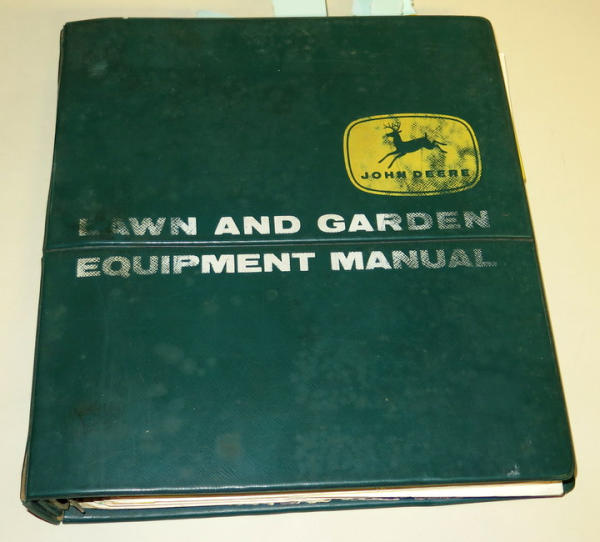 JOHN DEERE
LAWN AND GARDEN
EQUIPMENT MANUAL